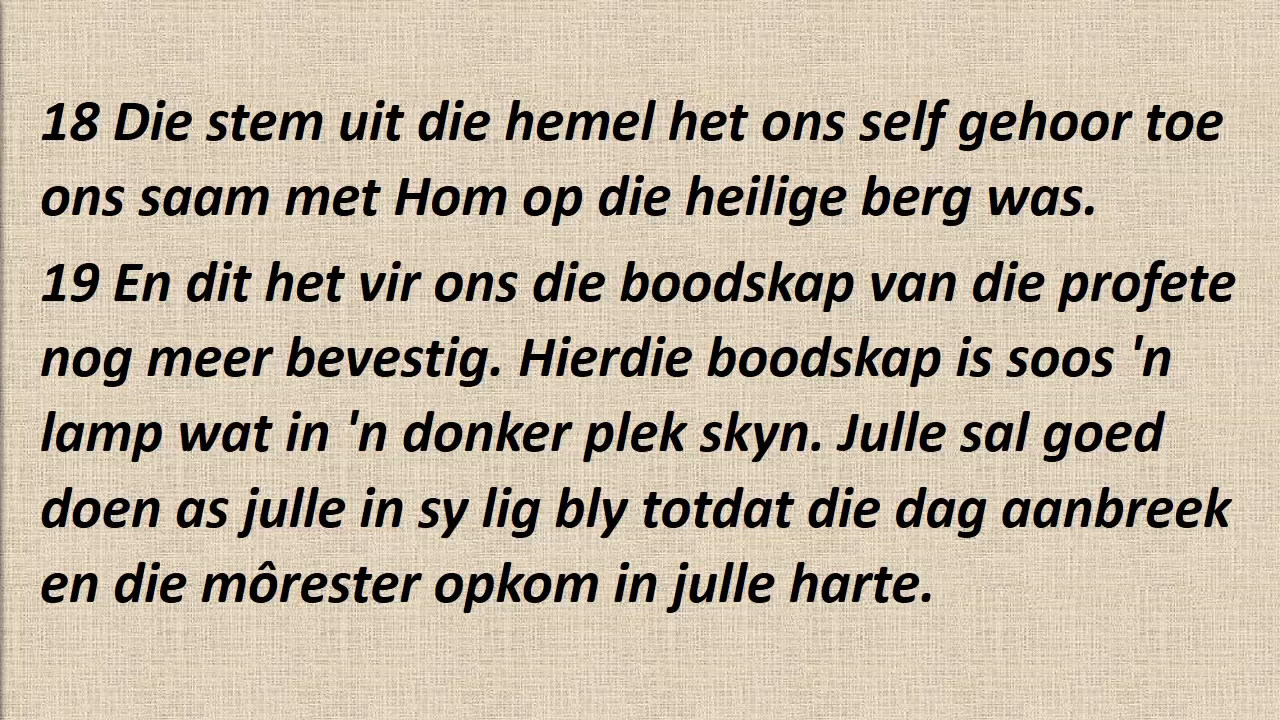 18 Die stem uit die hemel het ons self gehoor toe
ons saam met Hom op die heilige berg was.
19 En dit het vir ons die boodskap van die profete
nog meer bevestig. Hierdie boodskap is soos 'n
lamp wat in 'n donker plek skyn. Julle sal goed
doen as julle in sy lig bly totdat die dag aanbreek
en die môrester opkom in julle harte.